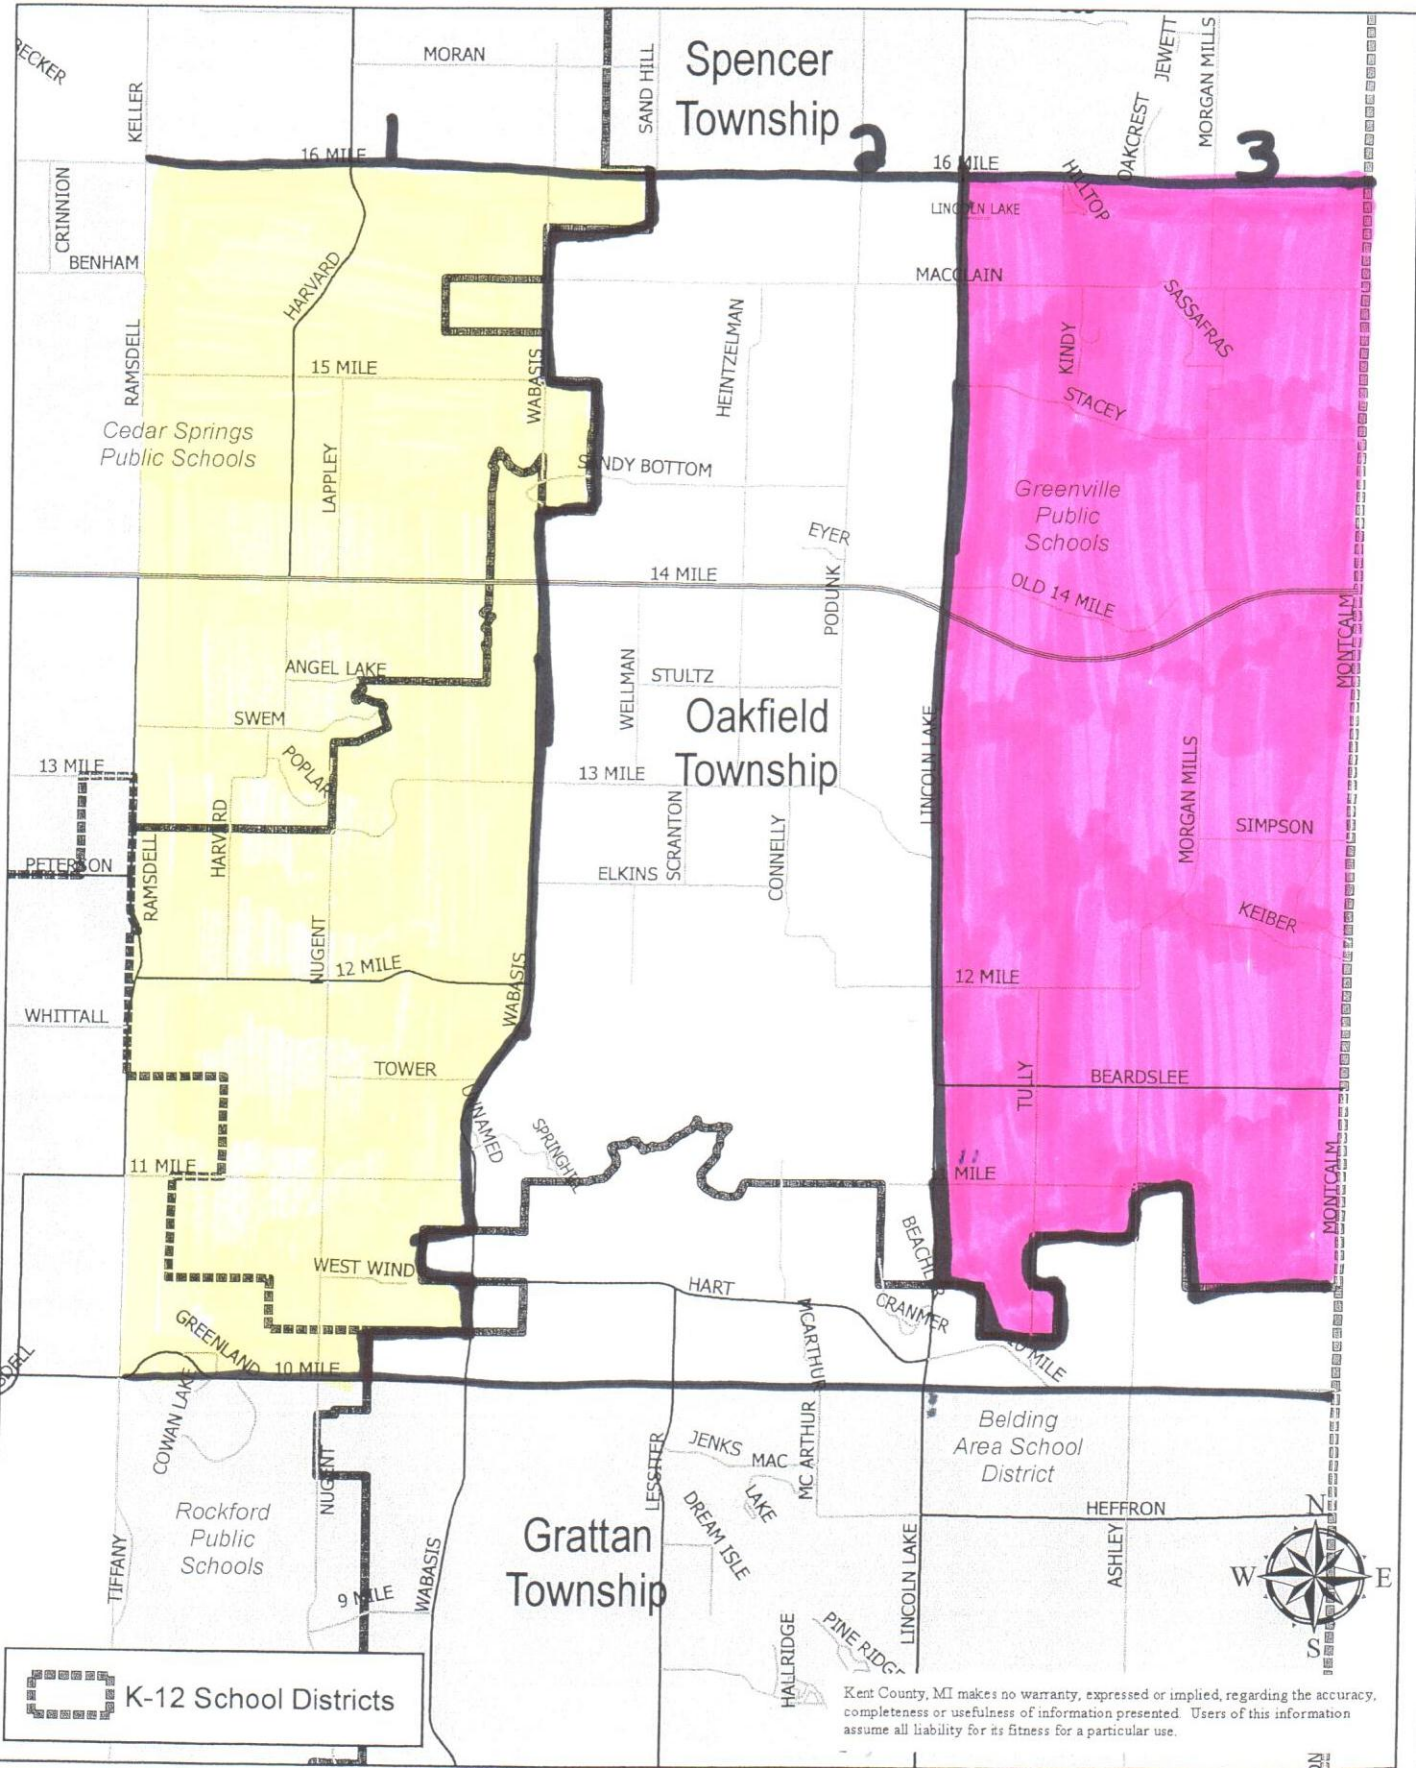 BECKER
KELLER
MORAN
SAND HILL
Spencer
Township
JEWETT
MORGAN MILLS
OAKCREST
1
2
3
16 MILE
16 MILE
HILLTOP
LINCOLN LAKE
CRINNION
BENHAM
HARVARD
MACCLAIN
SASSAFRAS
RAMSDELL
15 MILE
WABASIS
HEINTZELMAN
KINDY
STACEY
Cedar Springs
Public Schools
LAPPLEY
SANDY BOTTOM
Greenville
Public
Schools
EYER
14 MILE
PODUNK
OLD 14 MILE
MONTCALM
ANGEL LAKE
WELLMAN
STULTZ
SWEM
Oakfield
Township
LINCOLN LAKE
POPLAR
13 MILE
13 MILE
MORGAN MILLS
HARVARD
SCRANTON
CONNELLY
SIMPSON
PETERSON
RAMSDELL
ELKINS
KEIBER
NUGENT
12 MILE
WABASIS
12 MILE
WHITTALL
TOWER
TULLY
BEARDSLEE
UNNAMED
SPRINGHILL
11 MILE
11
11 MILE
MONTCALM
BEACHLER
WEST WIND
HART
CRANMER
MCARTHUR
GREENLAND
10 MILE
10 MILE
COWAN LAKE
Belding
Area School
District
LESSITER
JENKS
MAC
LAKE
MC ARTHUR
NUGENT
Rockford
Public
Schools
DREAM ISLE
HEFFRON
N
Grattan
Township
TIFFANY
WABASIS
9 MILE
LINCOLN LAKE
ASHLEY
W
E
S
HALLRIDGE
PINE RIDGE
K-12 School Districts
Kent County, MI makes no warranty, expressed or implied, regarding the accuracy,
completeness or usefulness of information presented. Users of this information
assume all liability for its fitness for a particular use.